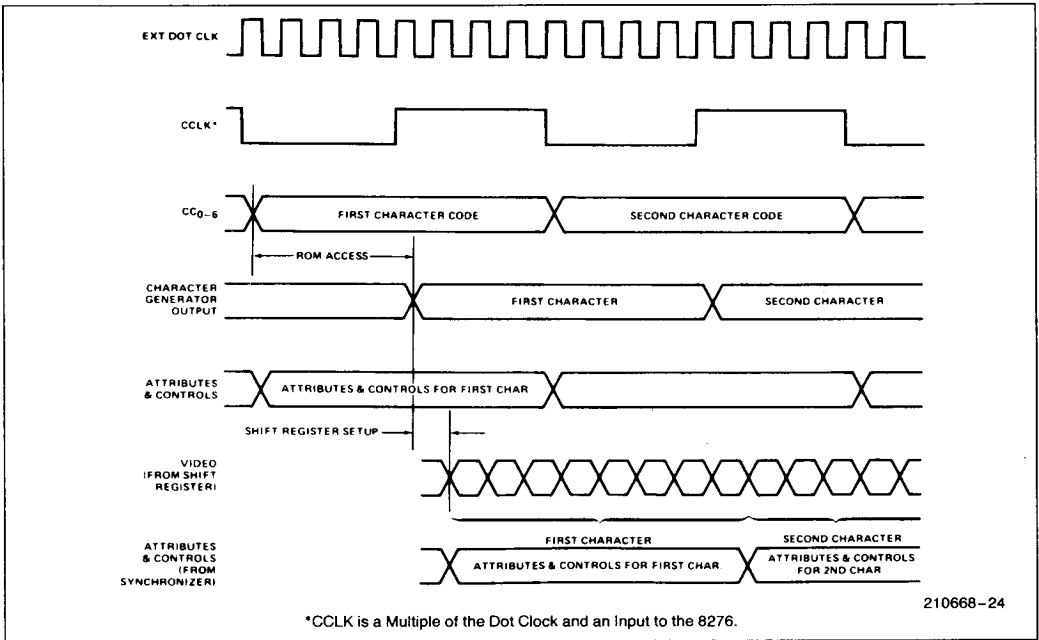 EXT DOT CLK
CCLK*
CC0–6
FIRST CHARACTER CODE
SECOND CHARACTER CODE
ROM ACCESS
CHARACTER
GENERATOR
OUTPUT
FIRST CHARACTER
SECOND CHARACTER
ATTRIBUTES
& CONTROLS
ATTRIBUTES & CONTROLS FOR FIRST CHAR
SHIFT REGISTER SETUP
VIDEO
(FROM SHIFT
REGISTER)
FIRST CHARACTER
SECOND CHARACTER
ATTRIBUTES
& CONTROLS
(FROM
SYNCHRONIZER)
ATTRIBUTES & CONTROLS FOR FIRST CHAR.
ATTRIBUTES & CONTROLS
FOR 2ND CHAR
210668–24
*CCLK is a Multiple of the Dot Clock and an Input to the 8276.